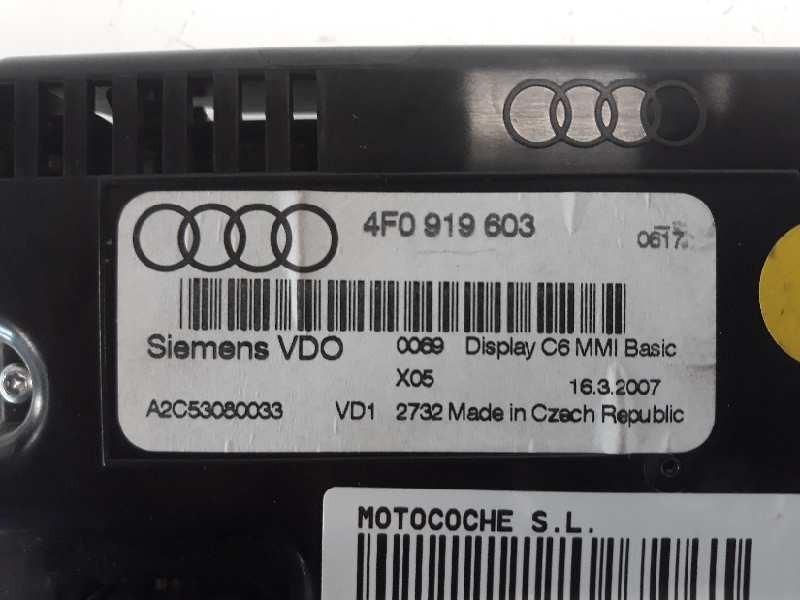 4F0 919 603
0617
Siemens VDO 0069 Display C6 MMI Basic
X05 16.3.2007
A2C53080033 VD1 2732 Made in Czech Republic
MOTOCOCHE S.L.